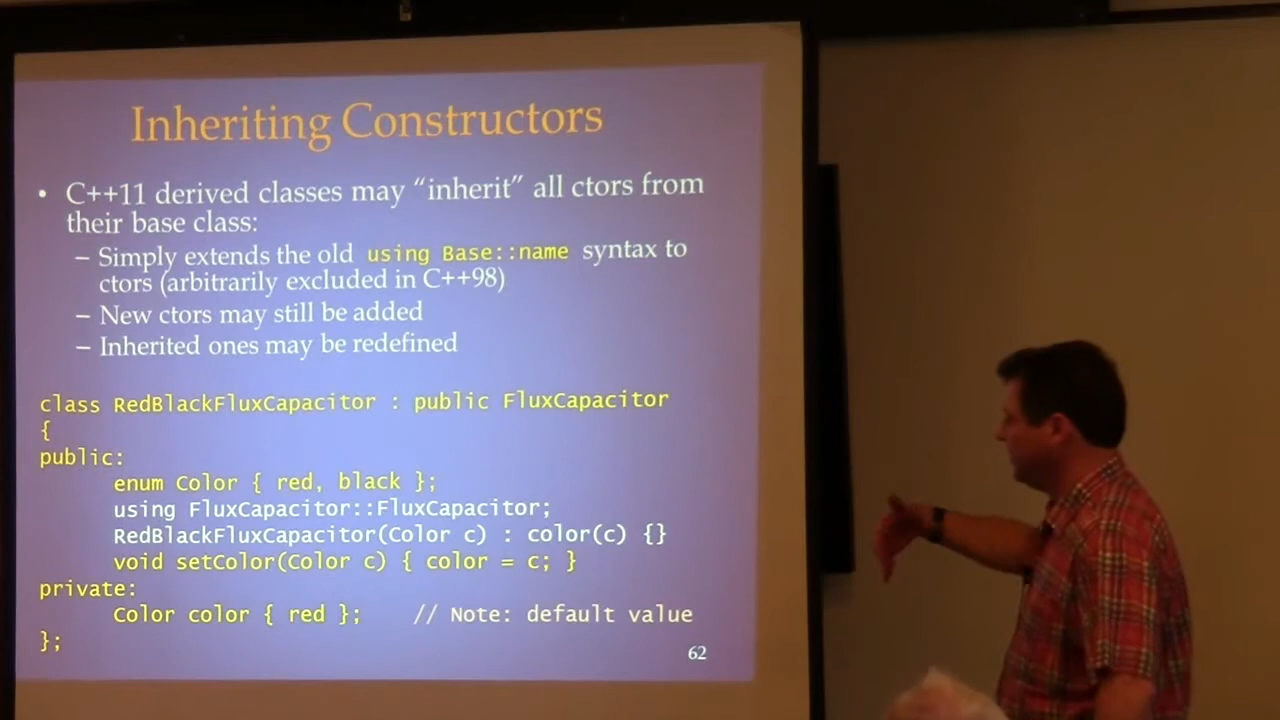 Inheriting Constructors
• C++11 derived classes may “inherit” all ctors from
their base class:
– Simply extends the old using Base::name syntax to
ctors (arbitrarily excluded in C++98)
– New ctors may still be added
– Inherited ones may be redefined
class RedBlackFluxCapacitor : public FluxCapacitor
{
public:
enum Color { red, black };
using FluxCapacitor::FluxCapacitor;
RedBlackFluxCapacitor(Color c) : color(c) {}
void setColor(Color c) { color = c; }
private:
Color color { red }; // Note: default value
};
62